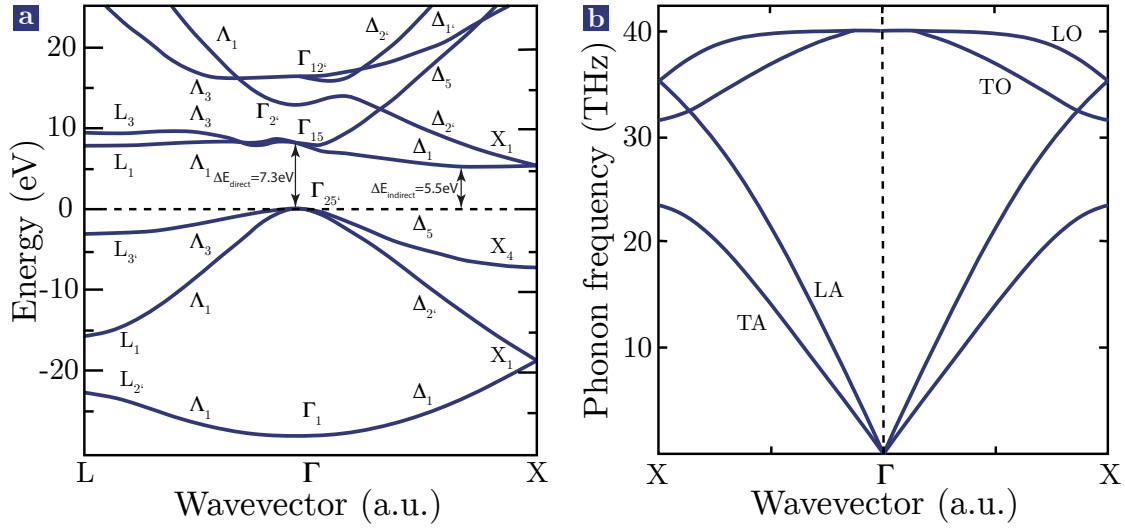 a
Energy (eV)
20
10
0
-10
-20
Λ₁
Γ₁₂‘
Δ₂‘
Δ₁‘
Λ₃
Δ₅
L₃
Λ₃
Γ₂‘
Γ₁₅
Δ₂‘
X₁
L₁
Λ₁
Δ₁
ΔE_direct=7.3eV
ΔE_indirect=5.5eV
Γ₂₅‘
L₃‘
Λ₃
Δ₅
X₄
Λ₁
Δ₂‘
L₁
X₁
L₂‘
Λ₁
Γ₁
Δ₁
L
Γ
X
Wavevector (a.u.)
b
Phonon frequency (THz)
40
30
20
10
LO
TO
LA
TA
X
Γ
X
Wavevector (a.u.)